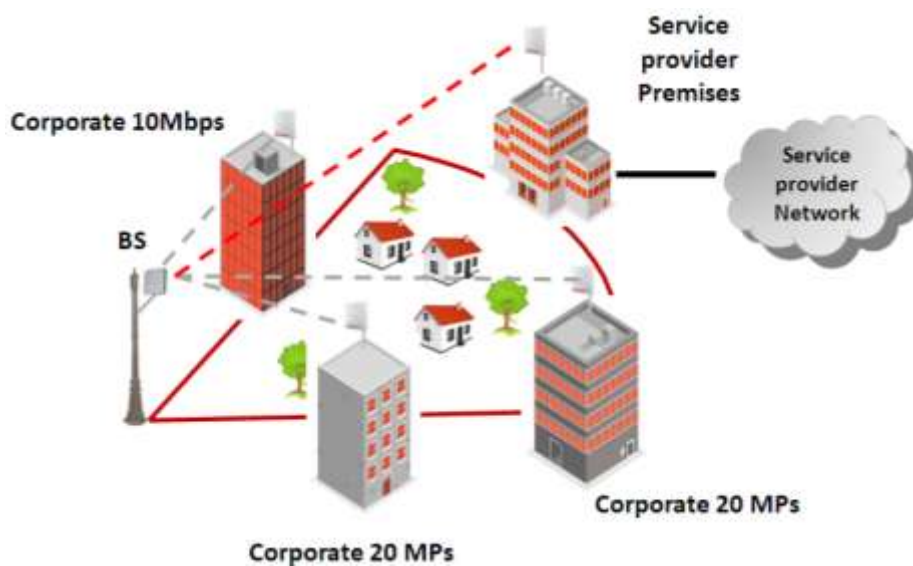 Service
provider
Premises
Corporate 10Mbps
Service
provider
Network
BS
Corporate 20 MPs
Corporate 20 MPs